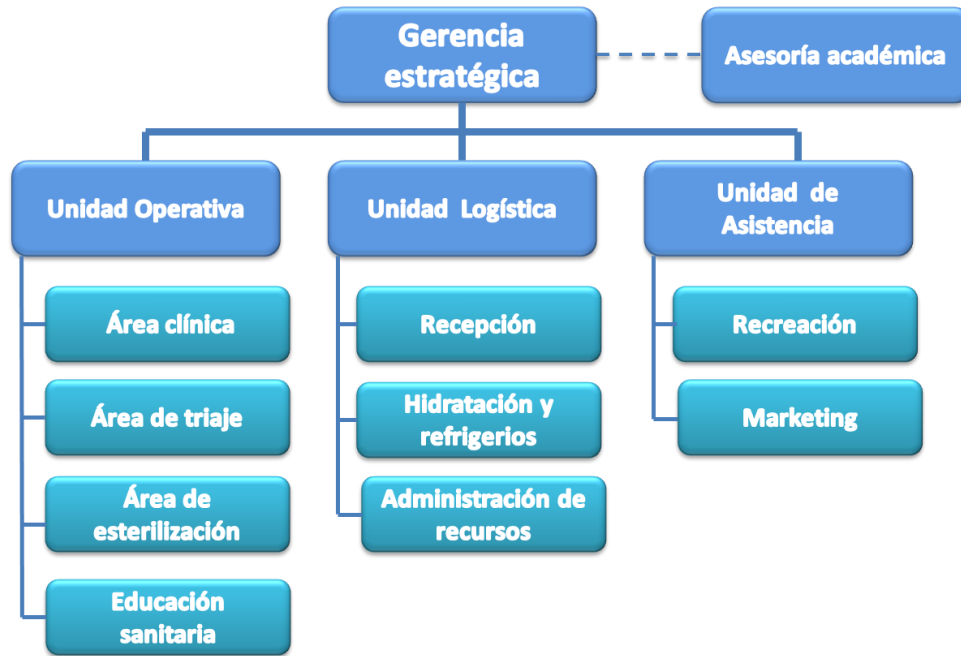 Gerencia
estratégica
Asesoría académica
Unidad Operativa
Unidad Logística
Unidad de
Asistencia
Área clínica
Área de triaje
Área de
esterilización
Educación
sanitaria
Recepción
Hidratación y
refrigerios
Administración de
recursos
Recreación
Marketing